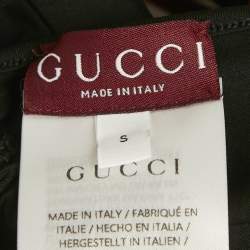 GUCCI
MADE IN ITALY
S
GUCCI
MADE IN ITALY / FABRIQUÉ EN
ITALIE / HECHO EN ITALIA /
HERGESTELLT IN ITALIEN /